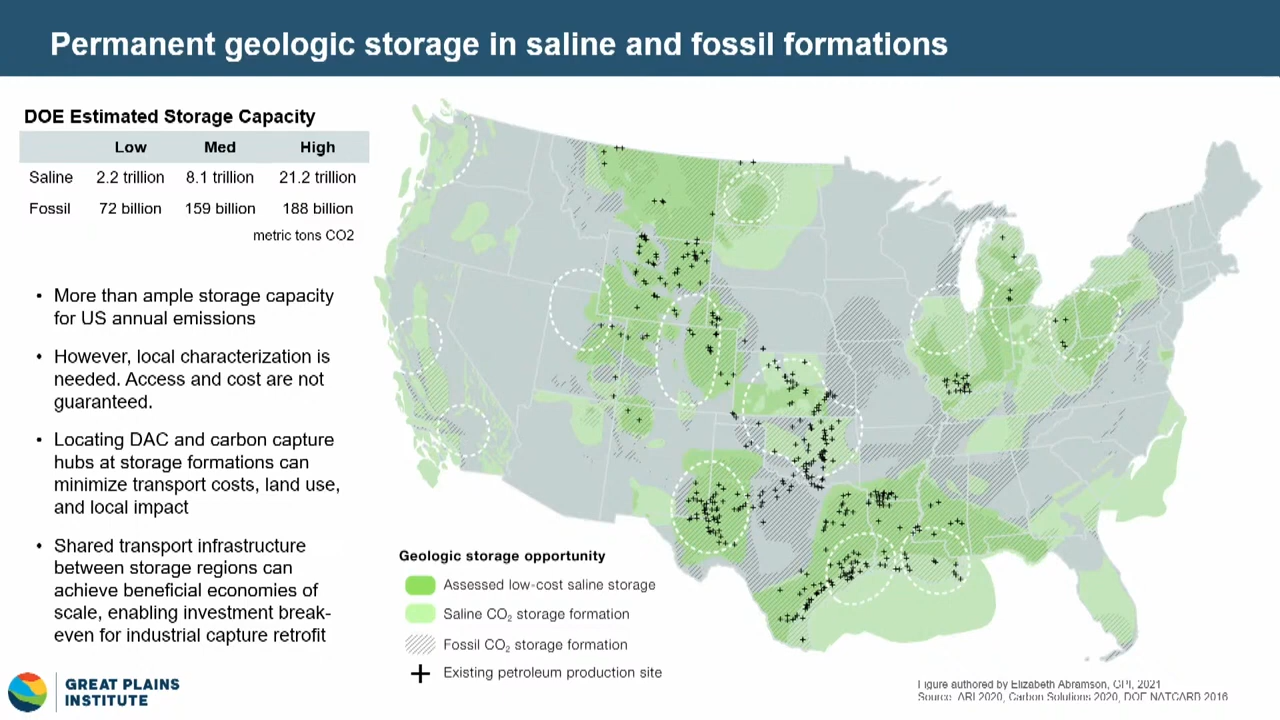 Permanent geologic storage in saline and fossil formations
DOE Estimated Storage Capacity
Low Med High
Saline 2.2 trillion 8.1 trillion 21.2 trillion
Fossil 72 billion 159 billion 188 billion
metric tons CO2
• More than ample storage capacity
for US annual emissions
• However, local characterization is
needed. Access and cost are not
guaranteed.
• Locating DAC and carbon capture
hubs at storage formations can
minimize transport costs, land use,
and local impact
• Shared transport infrastructure
between storage regions can
achieve beneficial economies of
scale, enabling investment break-
even for industrial capture retrofit
Geologic storage opportunity
Assessed low-cost saline storage
Saline CO₂ storage formation
Fossil CO₂ storage formation
Existing petroleum production site
GREAT PLAINS
INSTITUTE
Figure authored by Elizabeth Abramson, GPI, 2021
Source: ARI 2020, Carbon Solutions 2020, DOE NATCARB 2016